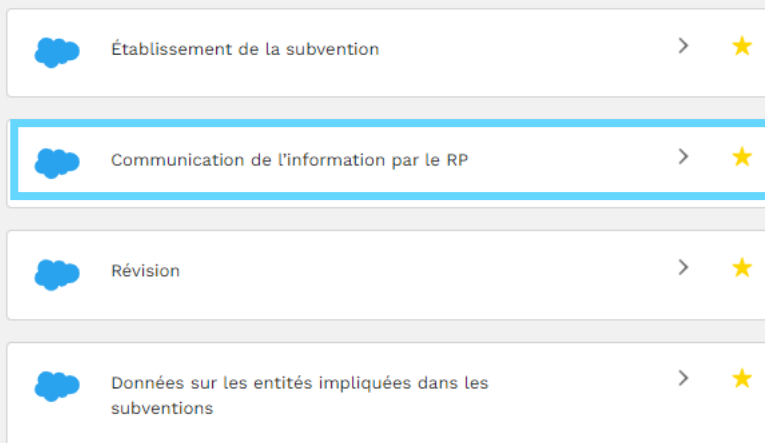 Établissement de la subvention
Communication de l’information par le RP
Révision
Données sur les entités impliquées dans les
subventions